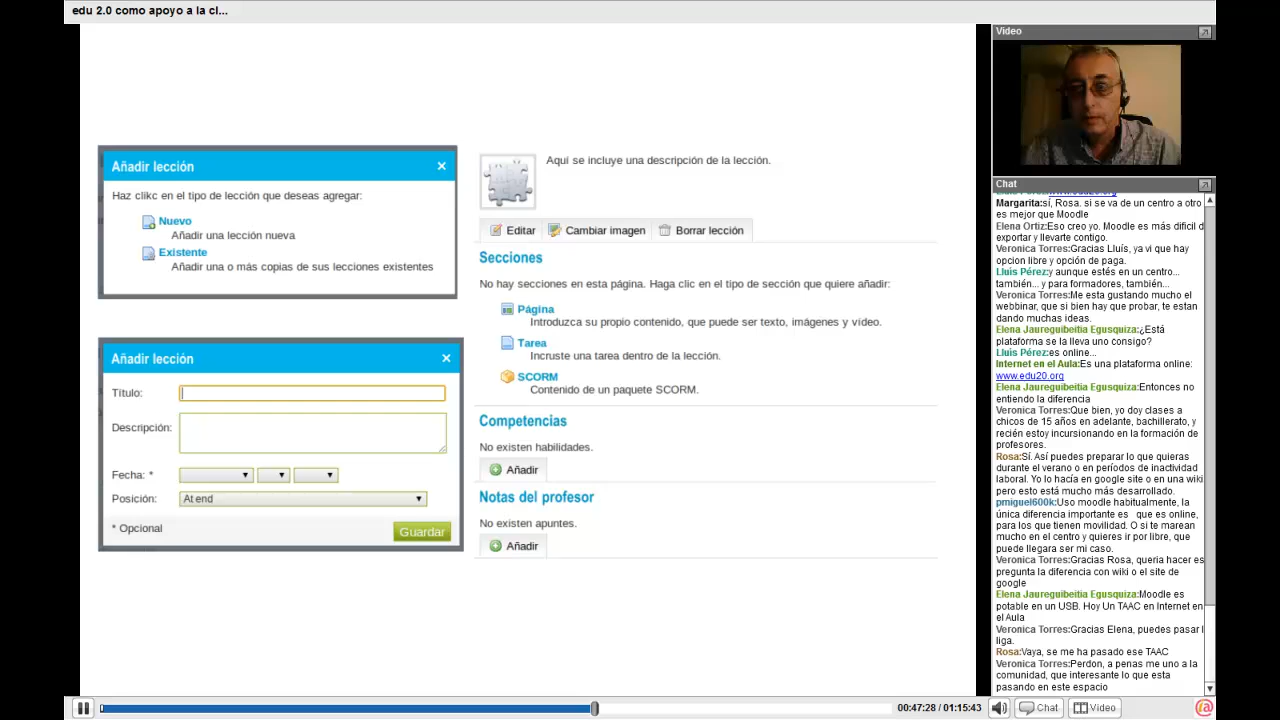 edu 2.0 como apoyo a la cl...
Añadir lección
Haz clikc en el tipo de lección que deseas agregar:
Nuevo
Añadir una lección nueva
Existente
Añadir una o más copias de sus lecciones existentes
Añadir lección
Título:
Descripción:
Fecha: *
Posición:
At end
* Opcional
Guardar
Aquí se incluye una descripción de la lección.
Editar
Cambiar imagen
Borrar lección
Secciones
No hay secciones en esta página. Haga clic en el tipo de sección que quiere añadir:
Página
Introduzca su propio contenido, que puede ser texto, imágenes y vídeo.
Tarea
Incruste una tarea dentro de la lección.
SCORM
Contenido de un paquete SCORM.
Competencias
No existen habilidades.
Añadir
Notas del profesor
No existen apuntes.
Añadir
Video
Chat
Margarita:sí, Rosa. si se va de un centro a otro
es mejor que Moodle
Elena Ortiz:Eso creo yo. Moodle es más dificil d
exportar y llevarte contigo.
Veronica Torres:Gracias Lluís, ya vi que hay
opcion libre y opción de paga.
Lluís Pérez:y aunque estés en un centro...
también... y para formadores, también...
Veronica Torres:Me esta gustando mucho el
webbinar, que si bien hay que probar, te estan
dando muchas ideas.
Elena Jaureguibeitia Egusquiza:¿Está
plataforma se la lleva uno consigo?
Lluís Pérez:es online...
Internet en el Aula:Es una plataforma online:
www.edu20.org
Elena Jaureguibeitia Egusquiza:Entonces no
entiendo la diferencia
Veronica Torres:Que bien, yo doy clases a
chicos de 15 años en adelante, bachillerato, y
recién estoy incursionando en la formación de
profesores.
Rosa:Sí. Así puedes preparar lo que quieras
durante el verano o en períodos de inactividad
laboral. Yo lo hacía en google site o en una wiki
pero esto está mucho más desarrollado.
pmiguel600k:Uso moodle habitualmente, la
única diferencia importante es que es online,
para los que tienen movilidad. O si te marean
mucho en el centro y quieres ir por libre, que
puede llegara ser mi caso.
Veronica Torres:Gracias Rosa, queria hacer es
pregunta la diferencia con wiki o el site de
google
Elena Jaureguibeitia Egusquiza:Moodle es
potable en un USB. Hoy Un TAAC en Internet en
el Aula
Veronica Torres:Gracias Elena, puedes pasar l
liga.
Rosa:Vaya, se me ha pasado ese TAAC
Veronica Torres:Perdon, a penas me uno a la
comunidad, que interesante lo que esta
pasando en este espacio
00:47:28 / 01:15:43
Chat
Video